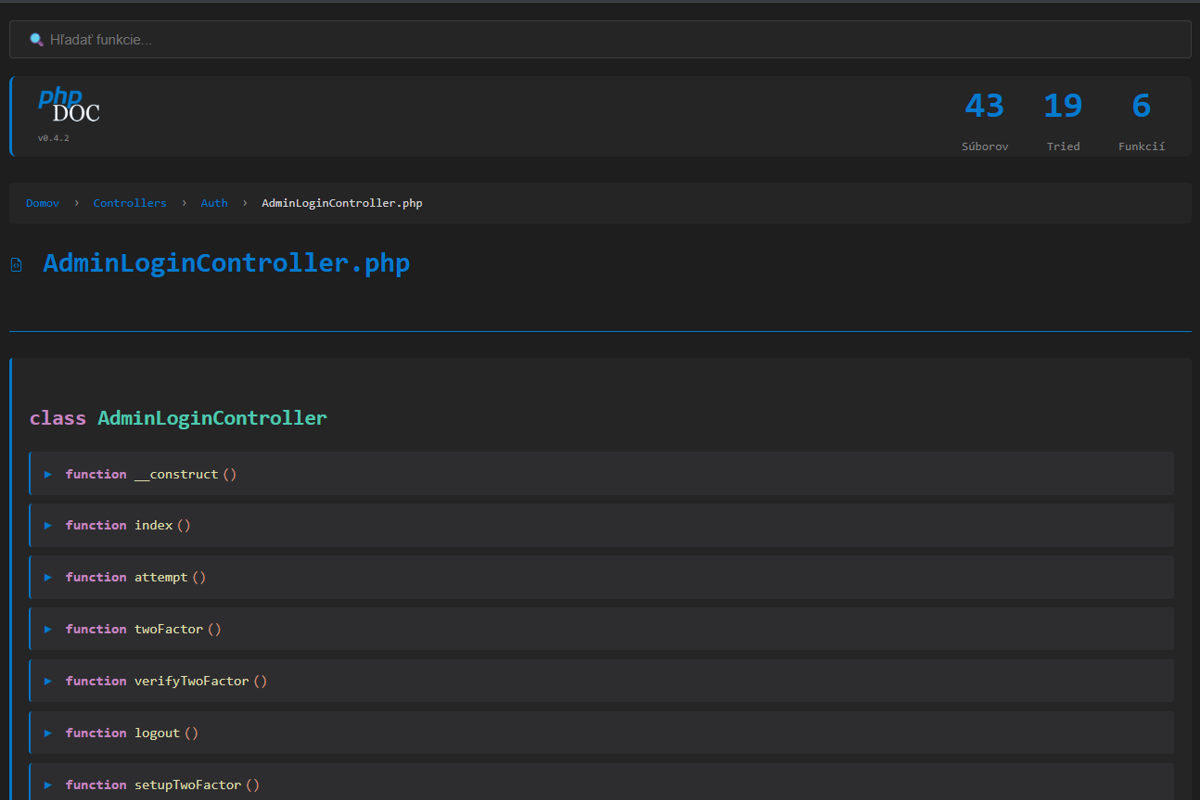 Hľadať funkcie...
php
DOC
v0.4.2
43 19 6
Súborov Tried Funkcií
Domov › Controllers › Auth › AdminLoginController.php
AdminLoginController.php
class AdminLoginController
function __construct()
function index()
function attempt()
function twoFactor()
function verifyTwoFactor()
function logout()
function setupTwoFactor()